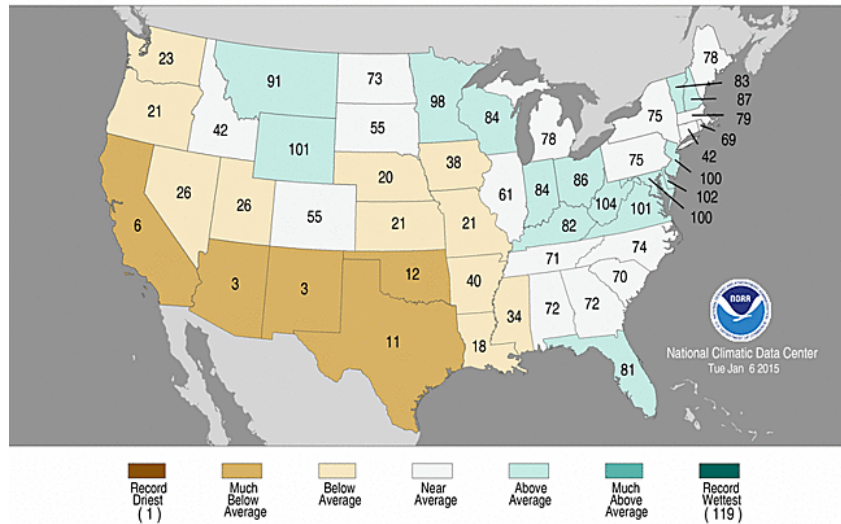 78
23
91
73
83
98
87
84
21
75
79
42
55
78
69
101
75
42
38
100
20
86
84
61
102
26
26
104
55
101
100
21
21
82
6
74
71
12
40
70
3
3
72
72
34
NOAA
11
18
National Climatic Data Center
Tue Jan 6 2015
81
Record
Driest
(1)
Much
Below
Average
Below
Average
Near
Average
Above
Average
Much
Above
Average
Record
Wettest
(119)